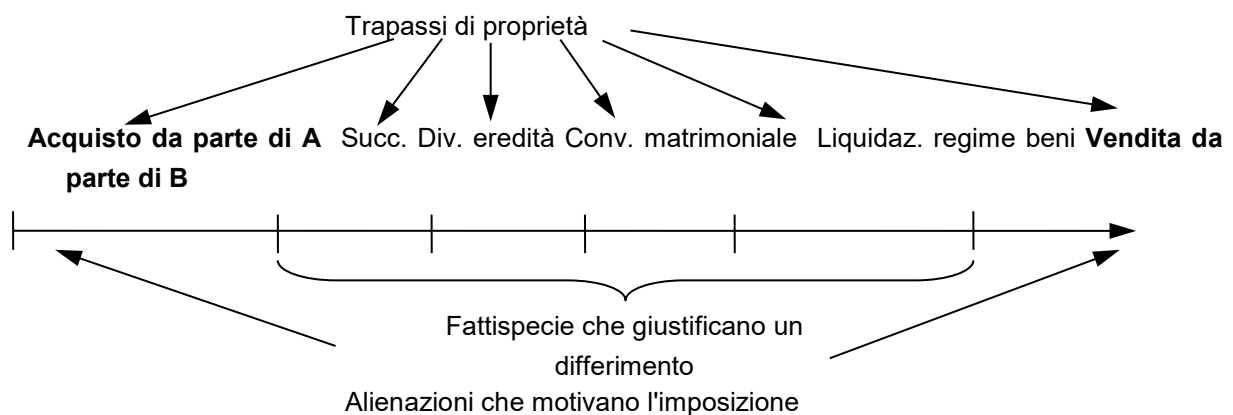 Trapassi di proprietà
Acquisto da parte di A Succ. Div. eredità Conv. matrimoniale Liquidaz. regime beni Vendita da
parte di B
Fattispecie che giustificano un
differimento
Alienazioni che motivano l'imposizione